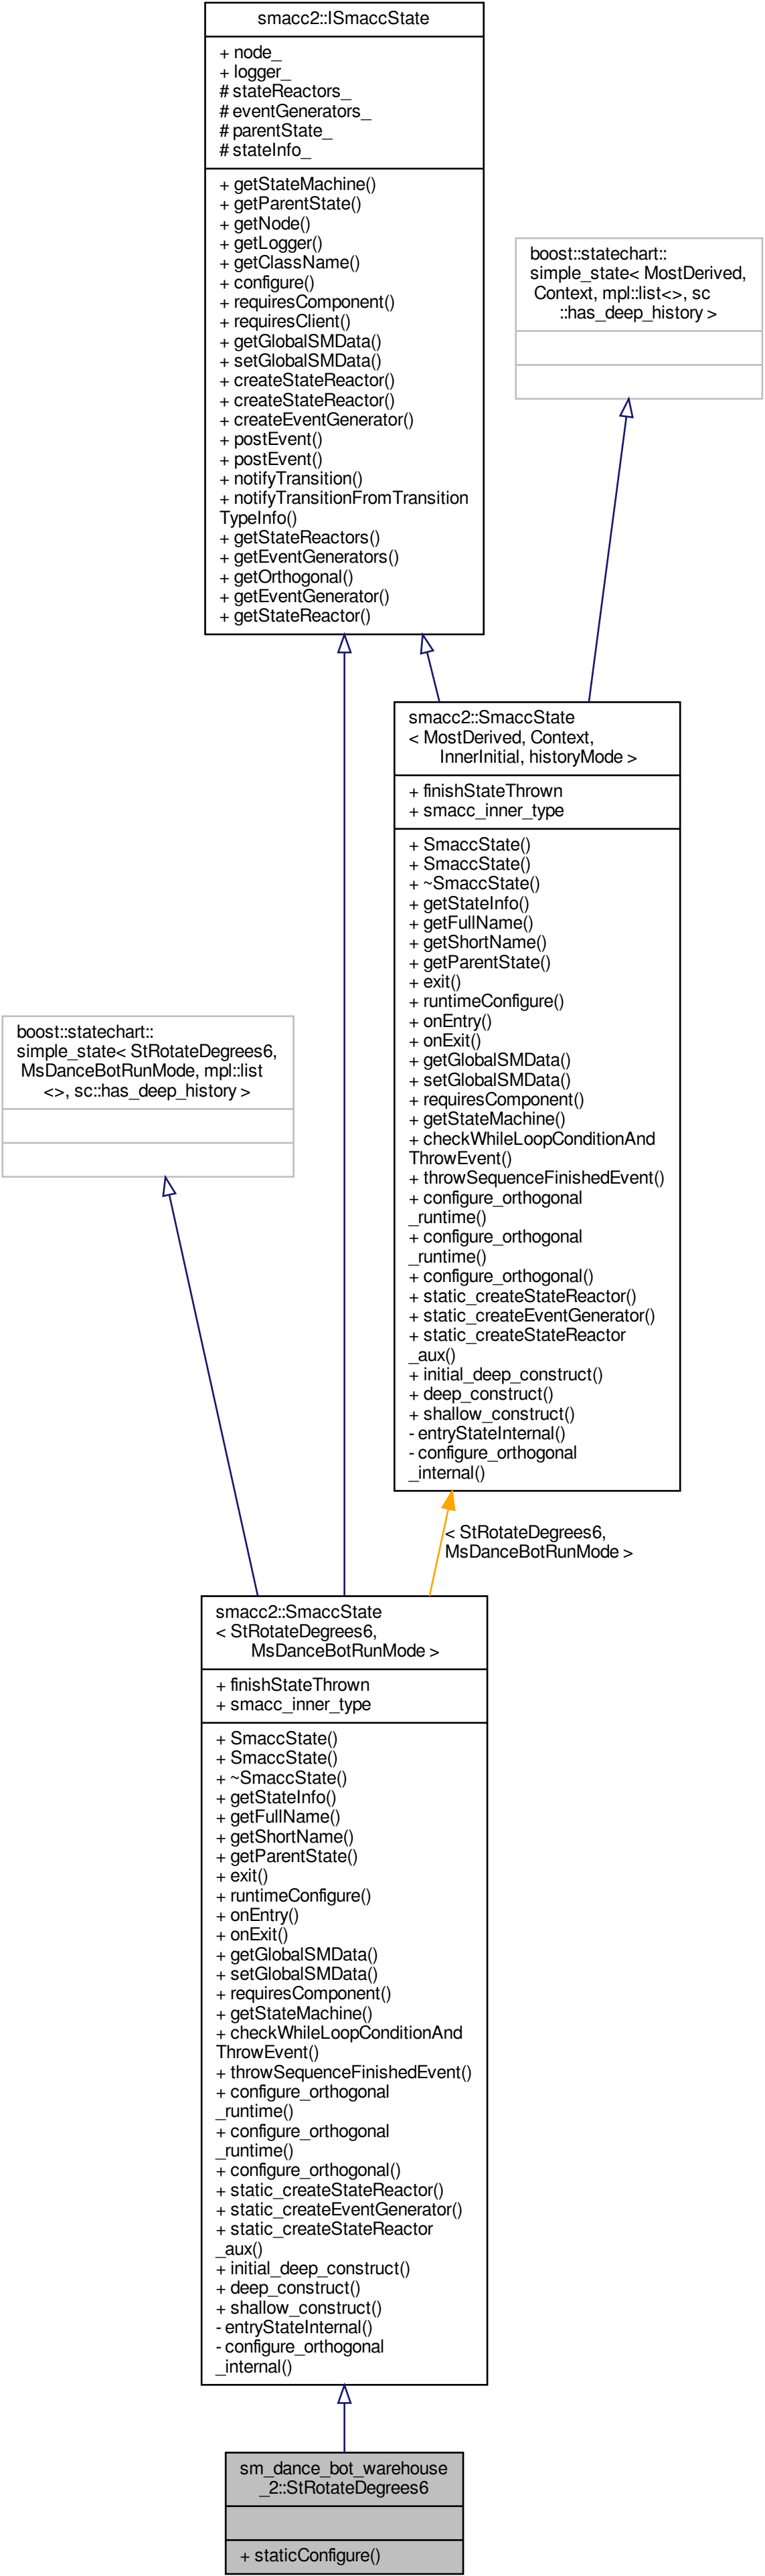 smacc2::ISmaccState
+ node_
+ logger_
# stateReactors_
# eventGenerators_
# parentState_
# stateInfo_
+ getStateMachine()
+ getParentState()
+ getNode()
+ getLogger()
+ getClassName()
+ configure()
+ requiresComponent()
+ requiresClient()
+ getGlobalSMData()
+ setGlobalSMData()
+ createStateReactor()
+ createStateReactor()
+ createEventGenerator()
+ postEvent()
+ postEvent()
+ notifyTransition()
+ notifyTransitionFromTransition
TypeInfo()
+ getStateReactors()
+ getEventGenerators()
+ getOrthogonal()
+ getEventGenerator()
+ getStateReactor()
boost::statechart::
simple_state< MostDerived,
Context, mpl::list<>, sc
::has_deep_history >
smacc2::SmaccState
< MostDerived, Context,
InnerInitial, historyMode >
+ finishStateThrown
+ smacc_inner_type
+ SmaccState()
+ SmaccState()
+ ~SmaccState()
+ getStateInfo()
+ getFullName()
+ getShortName()
+ getParentState()
+ exit()
+ runtimeConfigure()
+ onEntry()
+ onExit()
+ getGlobalSMData()
+ setGlobalSMData()
+ requiresComponent()
+ getStateMachine()
+ checkWhileLoopConditionAnd
ThrowEvent()
+ throwSequenceFinishedEvent()
+ configure_orthogonal
_runtime()
+ configure_orthogonal
_runtime()
+ configure_orthogonal()
+ static_createStateReactor()
+ static_createEventGenerator()
+ static_createStateReactor
_aux()
+ initial_deep_construct()
+ deep_construct()
+ shallow_construct()
- entryStateInternal()
- configure_orthogonal
_internal()
boost::statechart::
simple_state< StRotateDegrees6,
MsDanceBotRunMode, mpl::list
<>, sc::has_deep_history >
< StRotateDegrees6,
MsDanceBotRunMode >
smacc2::SmaccState
< StRotateDegrees6,
MsDanceBotRunMode >
+ finishStateThrown
+ smacc_inner_type
+ SmaccState()
+ SmaccState()
+ ~SmaccState()
+ getStateInfo()
+ getFullName()
+ getShortName()
+ getParentState()
+ exit()
+ runtimeConfigure()
+ onEntry()
+ onExit()
+ getGlobalSMData()
+ setGlobalSMData()
+ requiresComponent()
+ getStateMachine()
+ checkWhileLoopConditionAnd
ThrowEvent()
+ throwSequenceFinishedEvent()
+ configure_orthogonal
_runtime()
+ configure_orthogonal
_runtime()
+ configure_orthogonal()
+ static_createStateReactor()
+ static_createEventGenerator()
+ static_createStateReactor
_aux()
+ initial_deep_construct()
+ deep_construct()
+ shallow_construct()
- entryStateInternal()
- configure_orthogonal
_internal()
sm_dance_bot_warehouse
_2::StRotateDegrees6
+ staticConfigure()